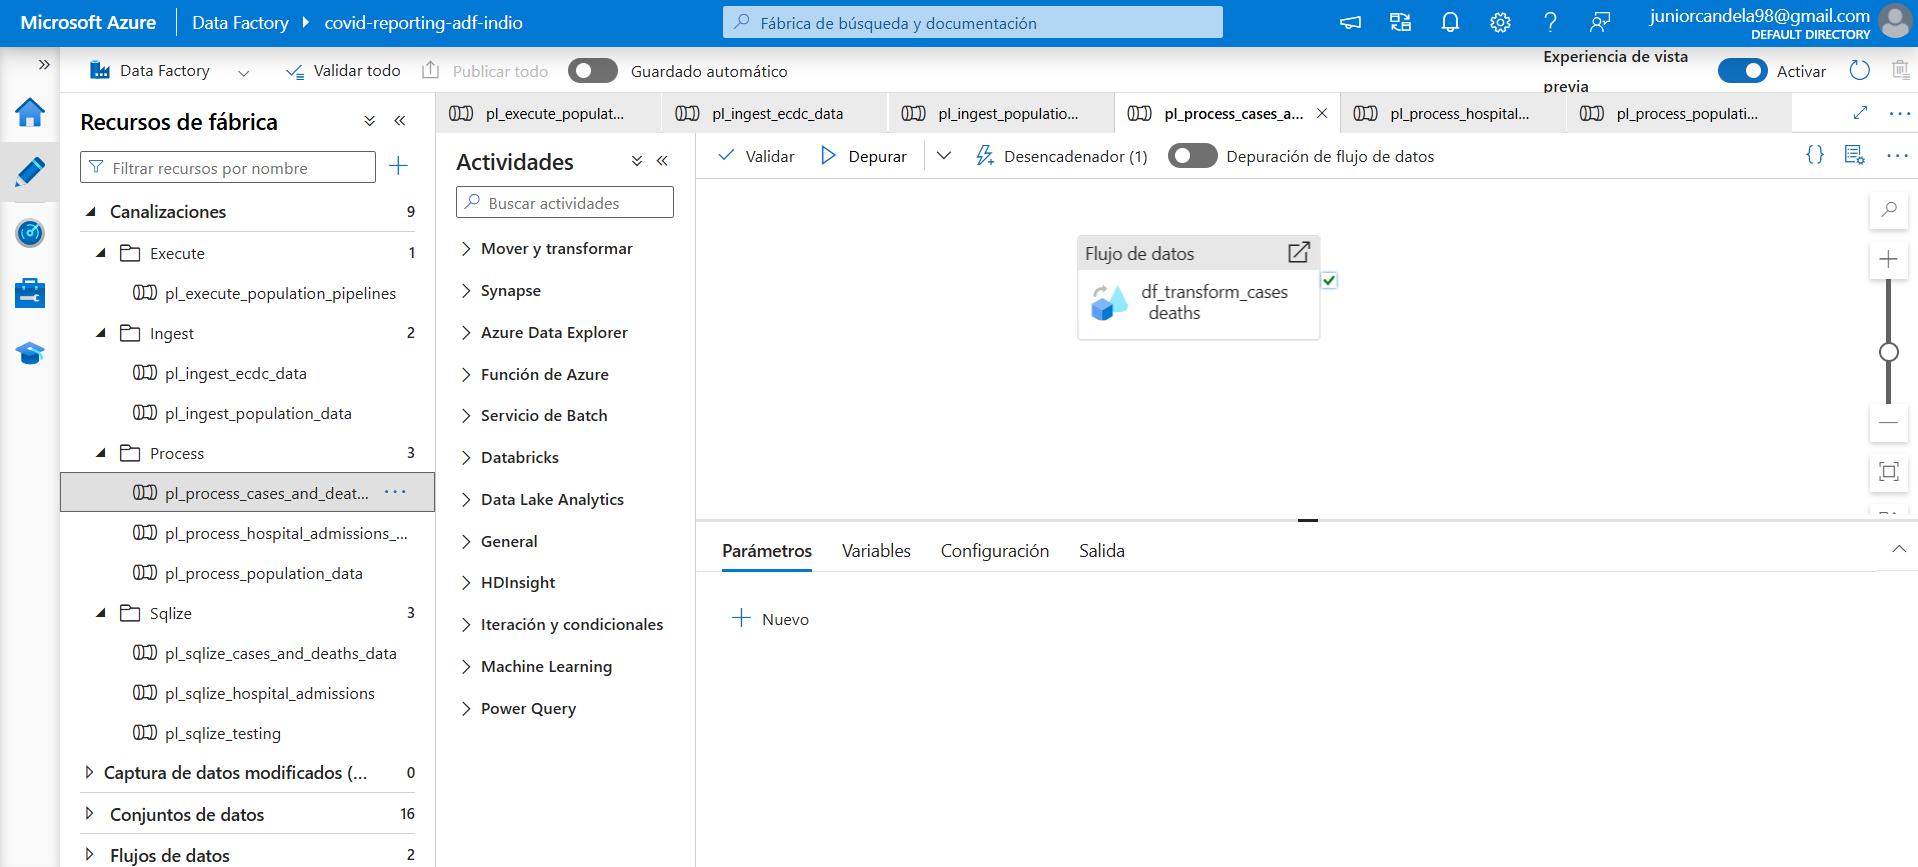 Microsoft Azure
Data Factory
covid-reporting-adf-indio
Fábrica de búsqueda y documentación
juniorcandela98@gmail.com
DEFAULT DIRECTORY
Data Factory
Validar todo
Publicar todo
Guardado automático
Experiencia de vista
previa
Activar
Recursos de fábrica
Filtrar recursos por nombre
Canalizaciones 9
Execute 1
pl_execute_population_pipelines
Ingest 2
pl_ingest_ecdc_data
pl_ingest_population_data
Process 3
pl_process_cases_and_deat...
pl_process_hospital_admissions_...
pl_process_population_data
Sqlize 3
pl_sqlize_cases_and_deaths_data
pl_sqlize_hospital_admissions
pl_sqlize_testing
Captura de datos modificados (... 0
Conjuntos de datos 16
Flujos de datos 2
pl_execute_populat...
pl_ingest_ecdc_data
pl_ingest_populatio...
pl_process_cases_a...
pl_process_hospital...
pl_process_populati...
Actividades
Buscar actividades
Mover y transformar
Synapse
Azure Data Explorer
Función de Azure
Servicio de Batch
Databricks
Data Lake Analytics
General
HDInsight
Iteración y condicionales
Machine Learning
Power Query
Validar
Depurar
Desencadenador (1)
Depuración de flujo de datos
Flujo de datos
df_transform_cases
deaths
Parámetros
Variables
Configuración
Salida
Nuevo